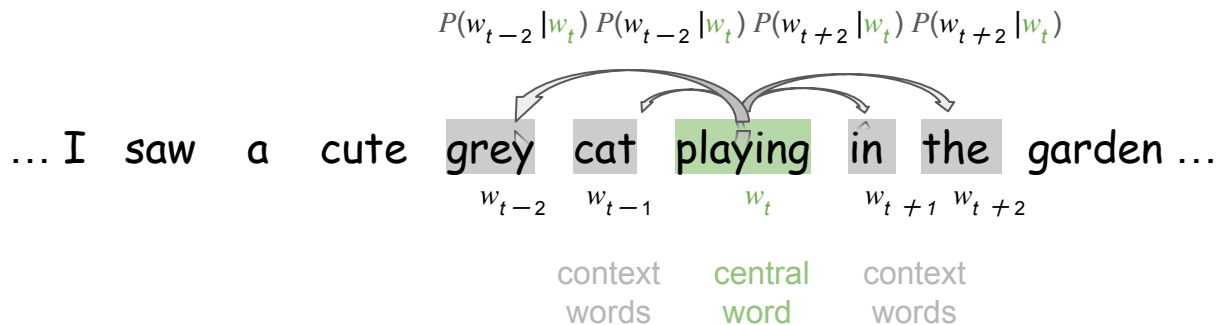 P(w_{t−2}|w_t) P(w_{t−2}|w_t) P(w_{t+2}|w_t) P(w_{t+2}|w_t)
… I saw a cute grey cat playing in the garden …
w_{t−2} w_{t−1} w_t w_{t+1} w_{t+2}
context central context
words word words